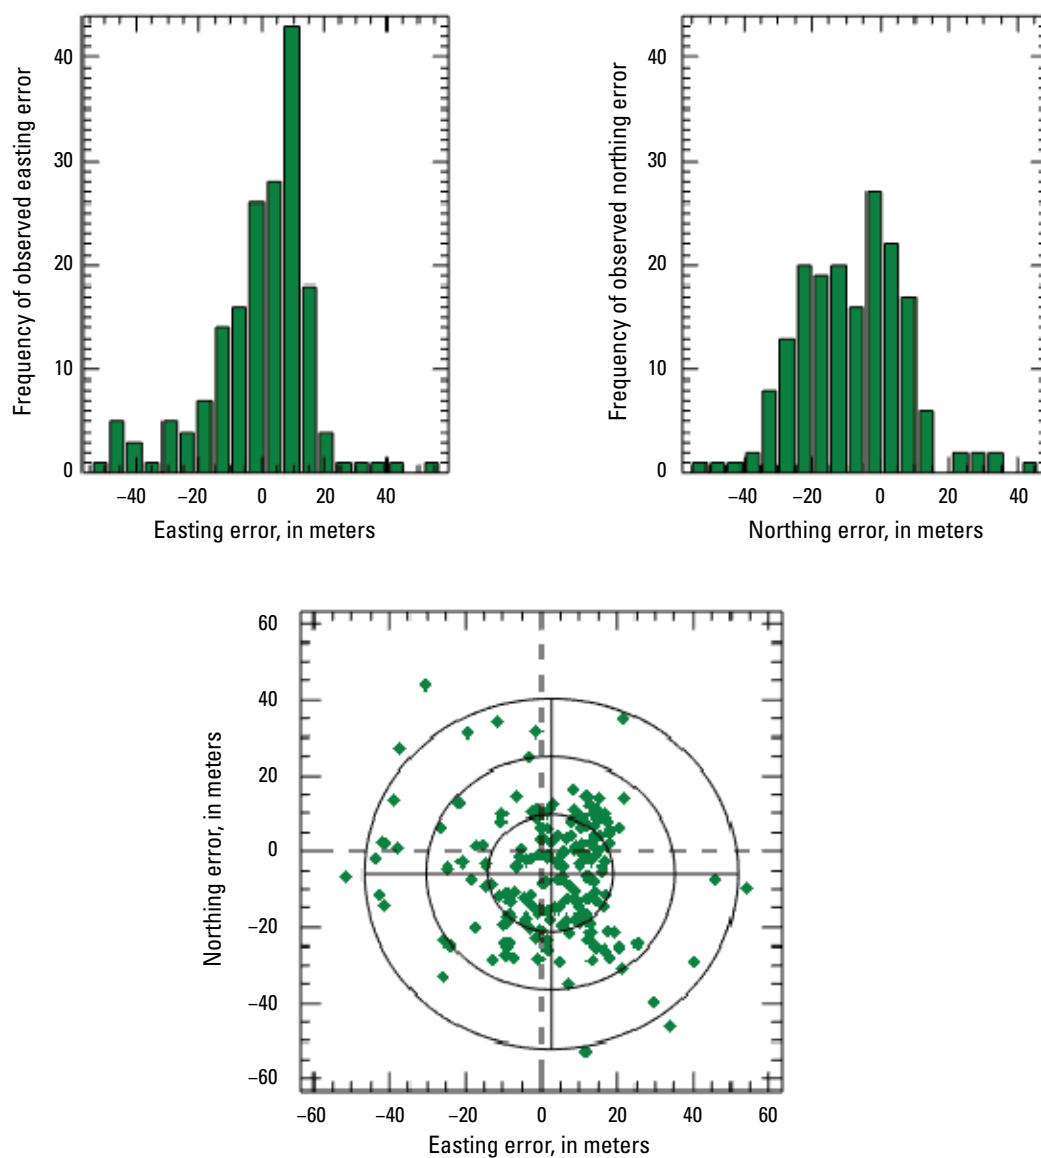 Frequency of observed easting error
40
30
20
10
0
−40 −20 0 20 40
Easting error, in meters
Frequency of observed northing error
40
30
20
10
0
−40 −20 0 20 40
Northing error, in meters
Northing error, in meters
60
40
20
0
−20
−40
−60
−60 −40 −20 0 20 40 60
Easting error, in meters